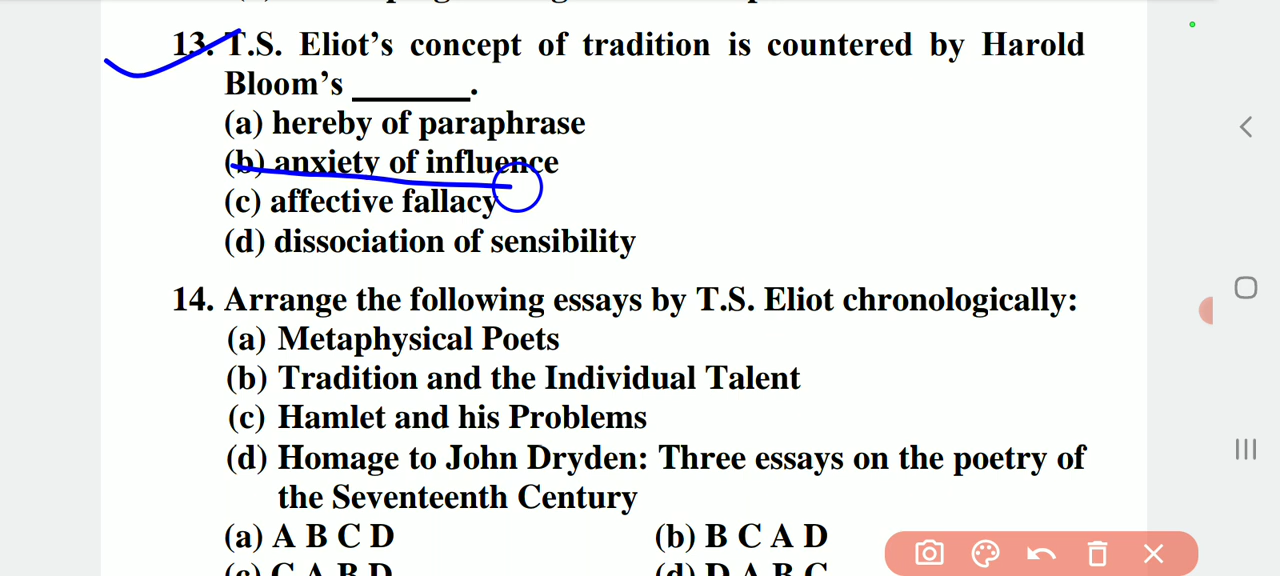 13. T.S. Eliot's concept of tradition is countered by Harold
Bloom's ________.
(a) hereby of paraphrase
(b) anxiety of influence
(c) affective fallacy
(d) dissociation of sensibility
14. Arrange the following essays by T.S. Eliot chronologically:
(a) Metaphysical Poets
(b) Tradition and the Individual Talent
(c) Hamlet and his Problems
(d) Homage to John Dryden: Three essays on the poetry of
the Seventeenth Century
(a) A B C D (b) B C A D
(c) C A B D (d) D A B C